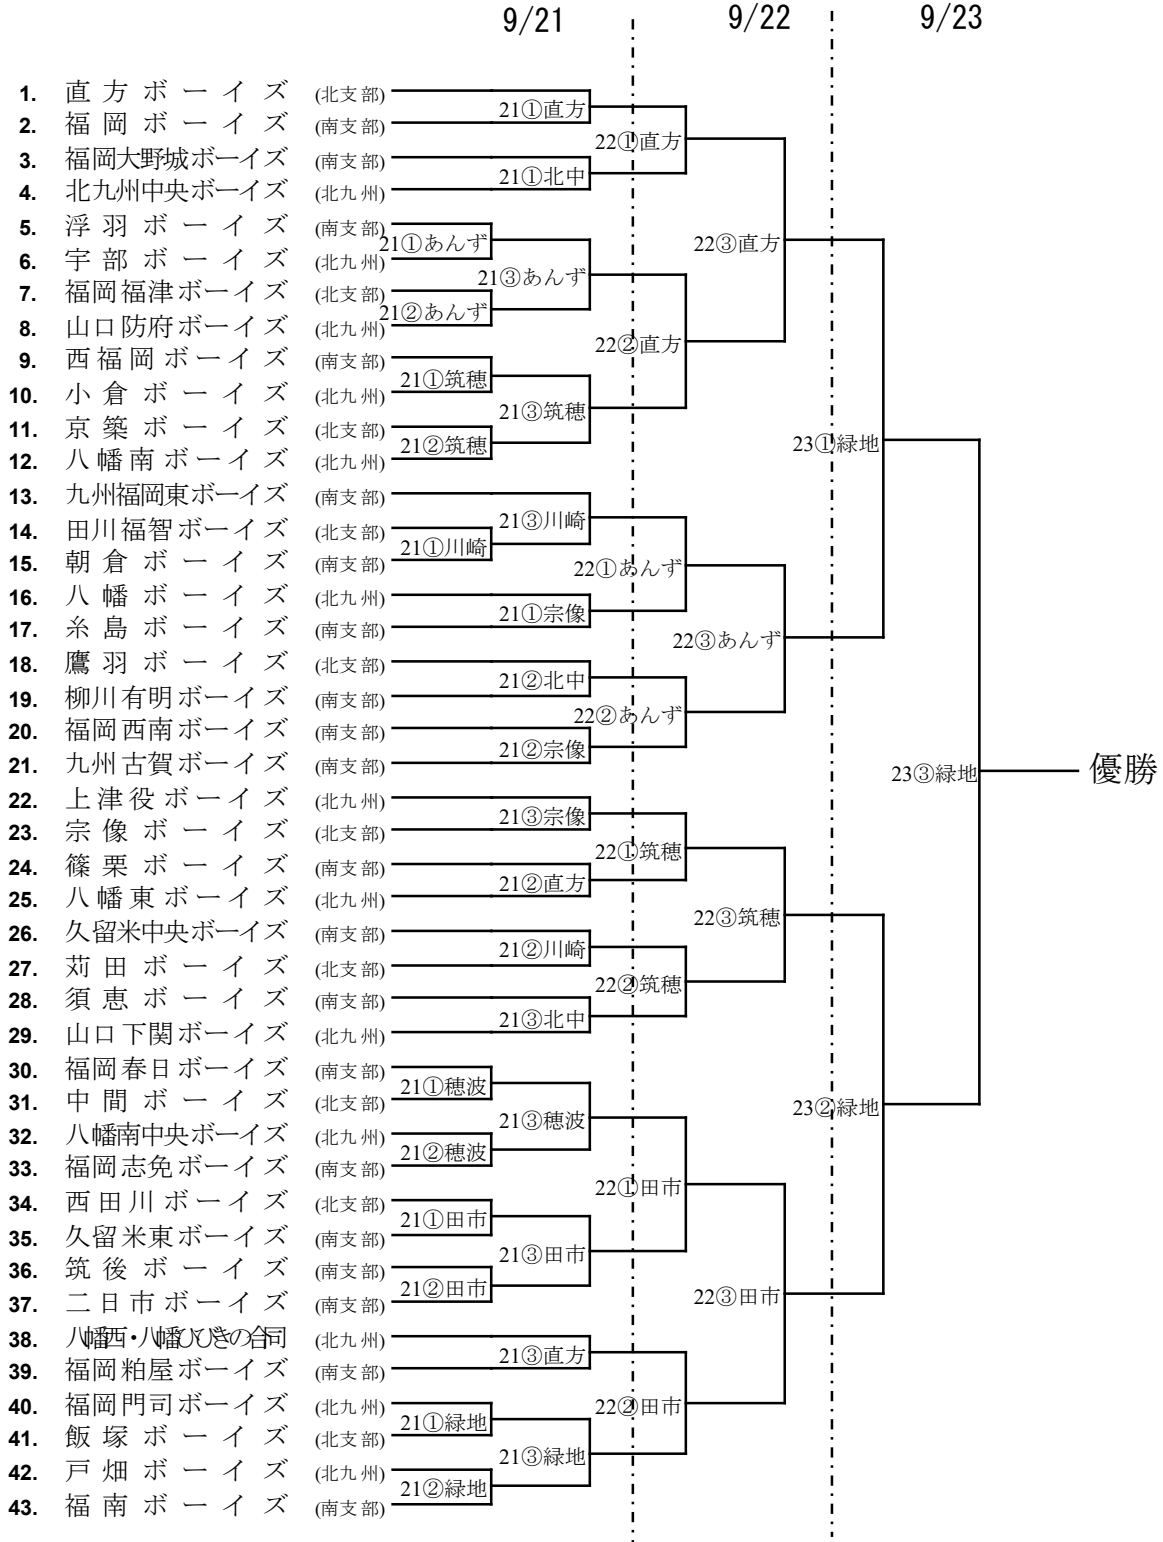 9/21 9/22 9/23
1. 直方ボーイズ (北支部)
21①直方
2. 福岡ボーイズ (南支部)
22①直方
3. 福岡大野城ボーイズ (南支部)
21①北中
4. 北九州中央ボーイズ (北九州)
5. 浮羽ボーイズ (南支部)
21①あんず 22③直方
6. 宇部ボーイズ (北九州)
21③あんず
7. 福岡福津ボーイズ (北支部)
21②あんず
8. 山口防府ボーイズ (北九州)
22②直方
9. 西福岡ボーイズ (南支部)
21①筑穂
10. 小倉ボーイズ (北九州)
21③筑穂
11. 京築ボーイズ (北支部)
21②筑穂 23①緑地
12. 八幡南ボーイズ (北九州)
13. 九州福岡東ボーイズ (南支部)
21③川崎
14. 田川福智ボーイズ (北支部)
21①川崎
15. 朝倉ボーイズ (南支部)
22①あんず
16. 八幡ボーイズ (北九州)
21①宗像
17. 糸島ボーイズ (南支部)
22③あんず
18. 鷹羽ボーイズ (北支部)
21②北中
19. 柳川有明ボーイズ (南支部)
22②あんず
20. 福岡西南ボーイズ (南支部)
21②宗像
21. 九州古賀ボーイズ (南支部)
23③緑地 優勝
22. 上津役ボーイズ (北九州)
21③宗像
23. 宗像ボーイズ (北支部)
22①筑穂
24. 篠栗ボーイズ (南支部)
21②直方
25. 八幡東ボーイズ (北九州)
22③筑穂
26. 久留米中央ボーイズ (南支部)
21②川崎
27. 苅田ボーイズ (北支部)
22②筑穂
28. 須恵ボーイズ (南支部)
21③北中
29. 山口下関ボーイズ (北九州)
30. 福岡春日ボーイズ (南支部)
21①穂波
31. 中間ボーイズ (北支部)
21③穂波 23②緑地
32. 八幡南中央ボーイズ (北九州)
21②穂波
33. 福岡志免ボーイズ (南支部)
22①田市
34. 西田川ボーイズ (北支部)
21①田市
35. 久留米東ボーイズ (南支部)
21③田市
36. 筑後ボーイズ (南支部)
21②田市 22③田市
37. 二日市ボーイズ (南支部)
38. 八幡西・八幡ひびきの合同 (北九州)
21③直方
39. 福岡粕屋ボーイズ (南支部)
22②田市
40. 福岡門司ボーイズ (北九州)
21①緑地
41. 飯塚ボーイズ (北支部)
21③緑地
42. 戸畑ボーイズ (北九州)
21②緑地
43. 福南ボーイズ (南支部)